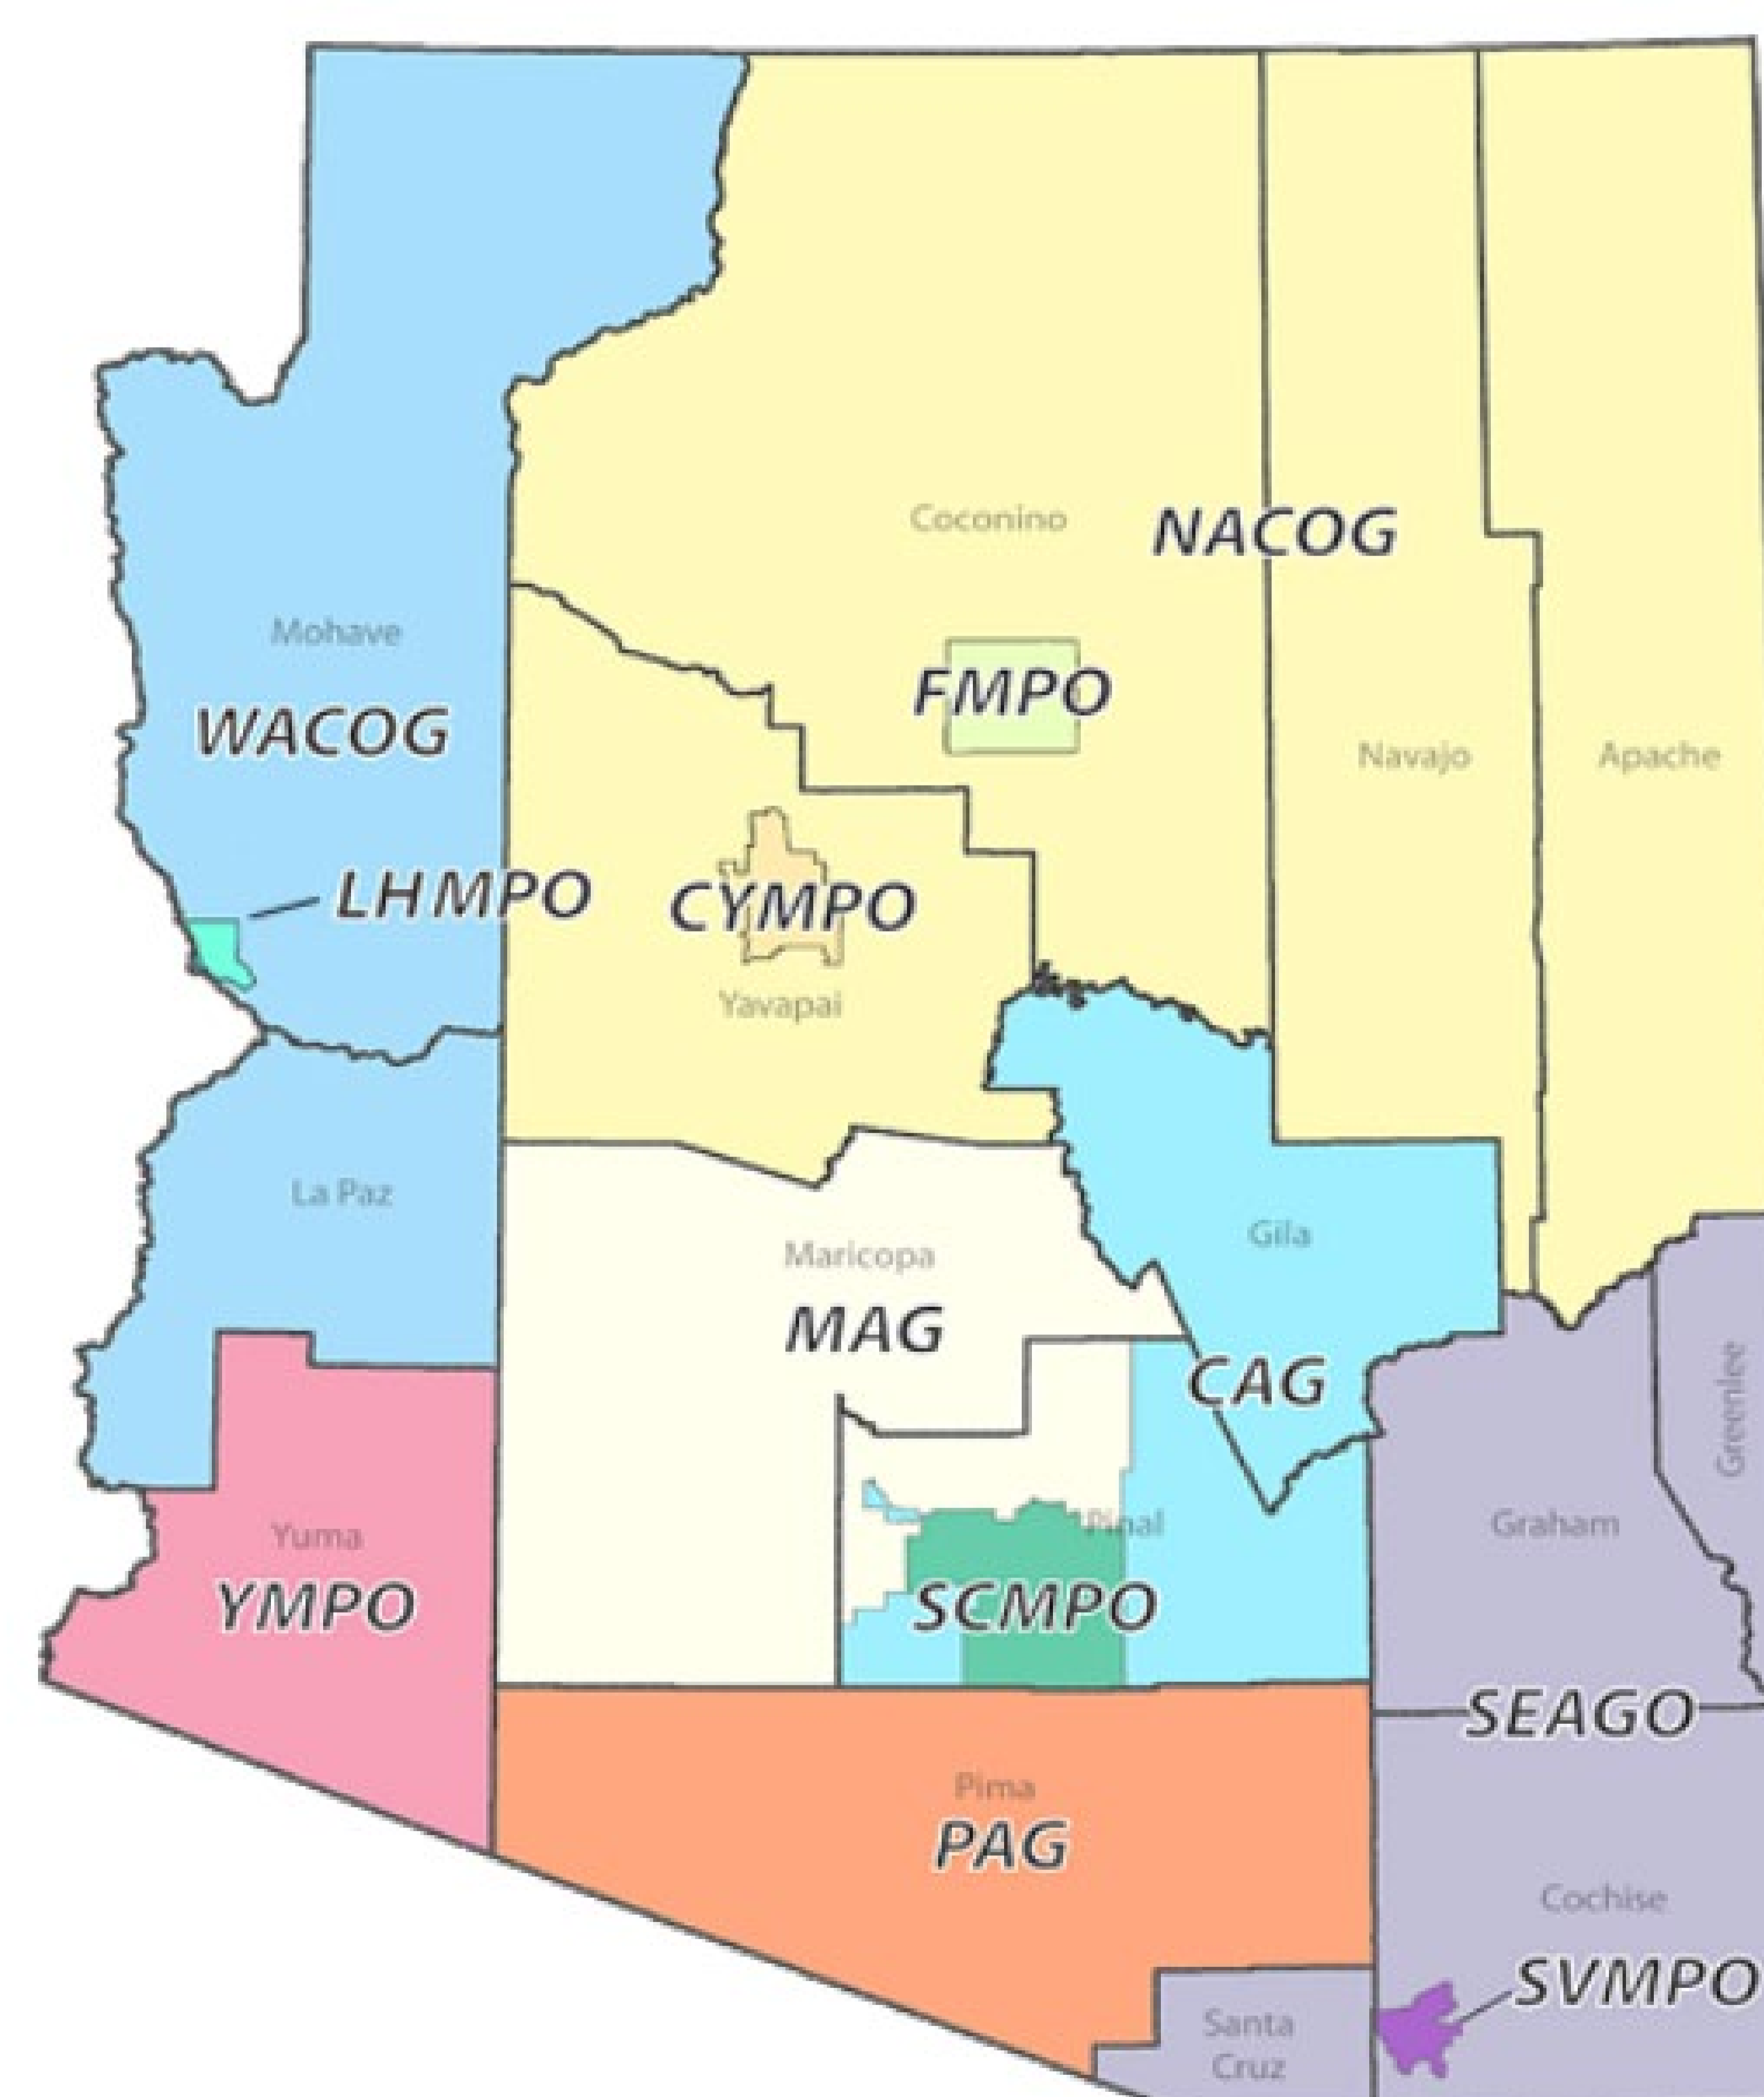 Coconino
NACOG
Mohave
FMPO
WACOG
Navajo
Apache
LHMPO
CYMPO
Yavapai
La Paz
Gila
Maricopa
MAG
CAG
Greenlee
Pinal
Graham
Yuma
YMPO
SCMPO
SEAGO
Pima
PAG
Cochise
SVMPO
Santa
Cruz